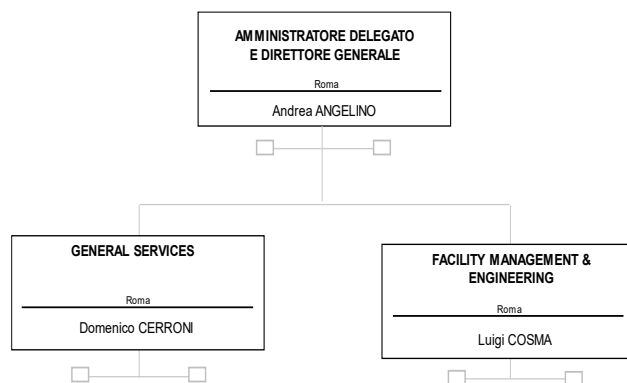 AMMINISTRATORE DELEGATO
E DIRETTORE GENERALE
Roma
Andrea ANGELINO
GENERAL SERVICES
Roma
Domenico CERRONI
FACILITY MANAGEMENT &
ENGINEERING
Roma
Luigi COSMA